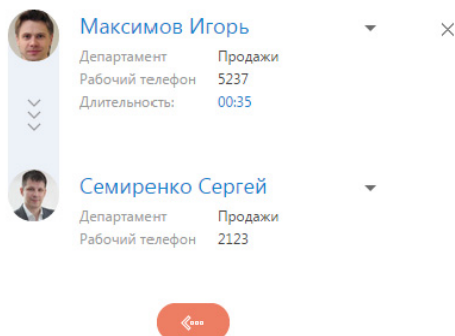 Максимов Игорь
Департамент Продажи
Рабочий телефон 5237
Длительность: 00:35
Семиренко Сергей
Департамент Продажи
Рабочий телефон 2123